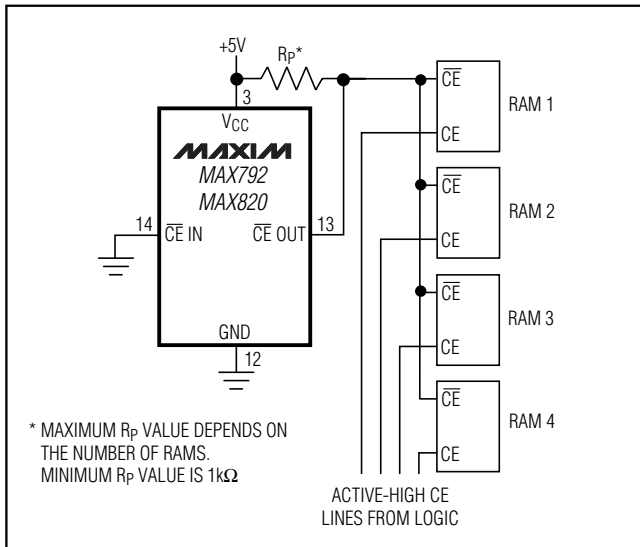 +5V
RP*
3
VCC
MAXIM
MAX792
MAX820
14
CE IN
CE OUT
13
GND
12
CE
CE
RAM 1
CE
CE
RAM 2
CE
CE
RAM 3
CE
CE
RAM 4
* MAXIMUM RP VALUE DEPENDS ON
THE NUMBER OF RAMS.
MINIMUM RP VALUE IS 1kΩ
ACTIVE-HIGH CE
LINES FROM LOGIC